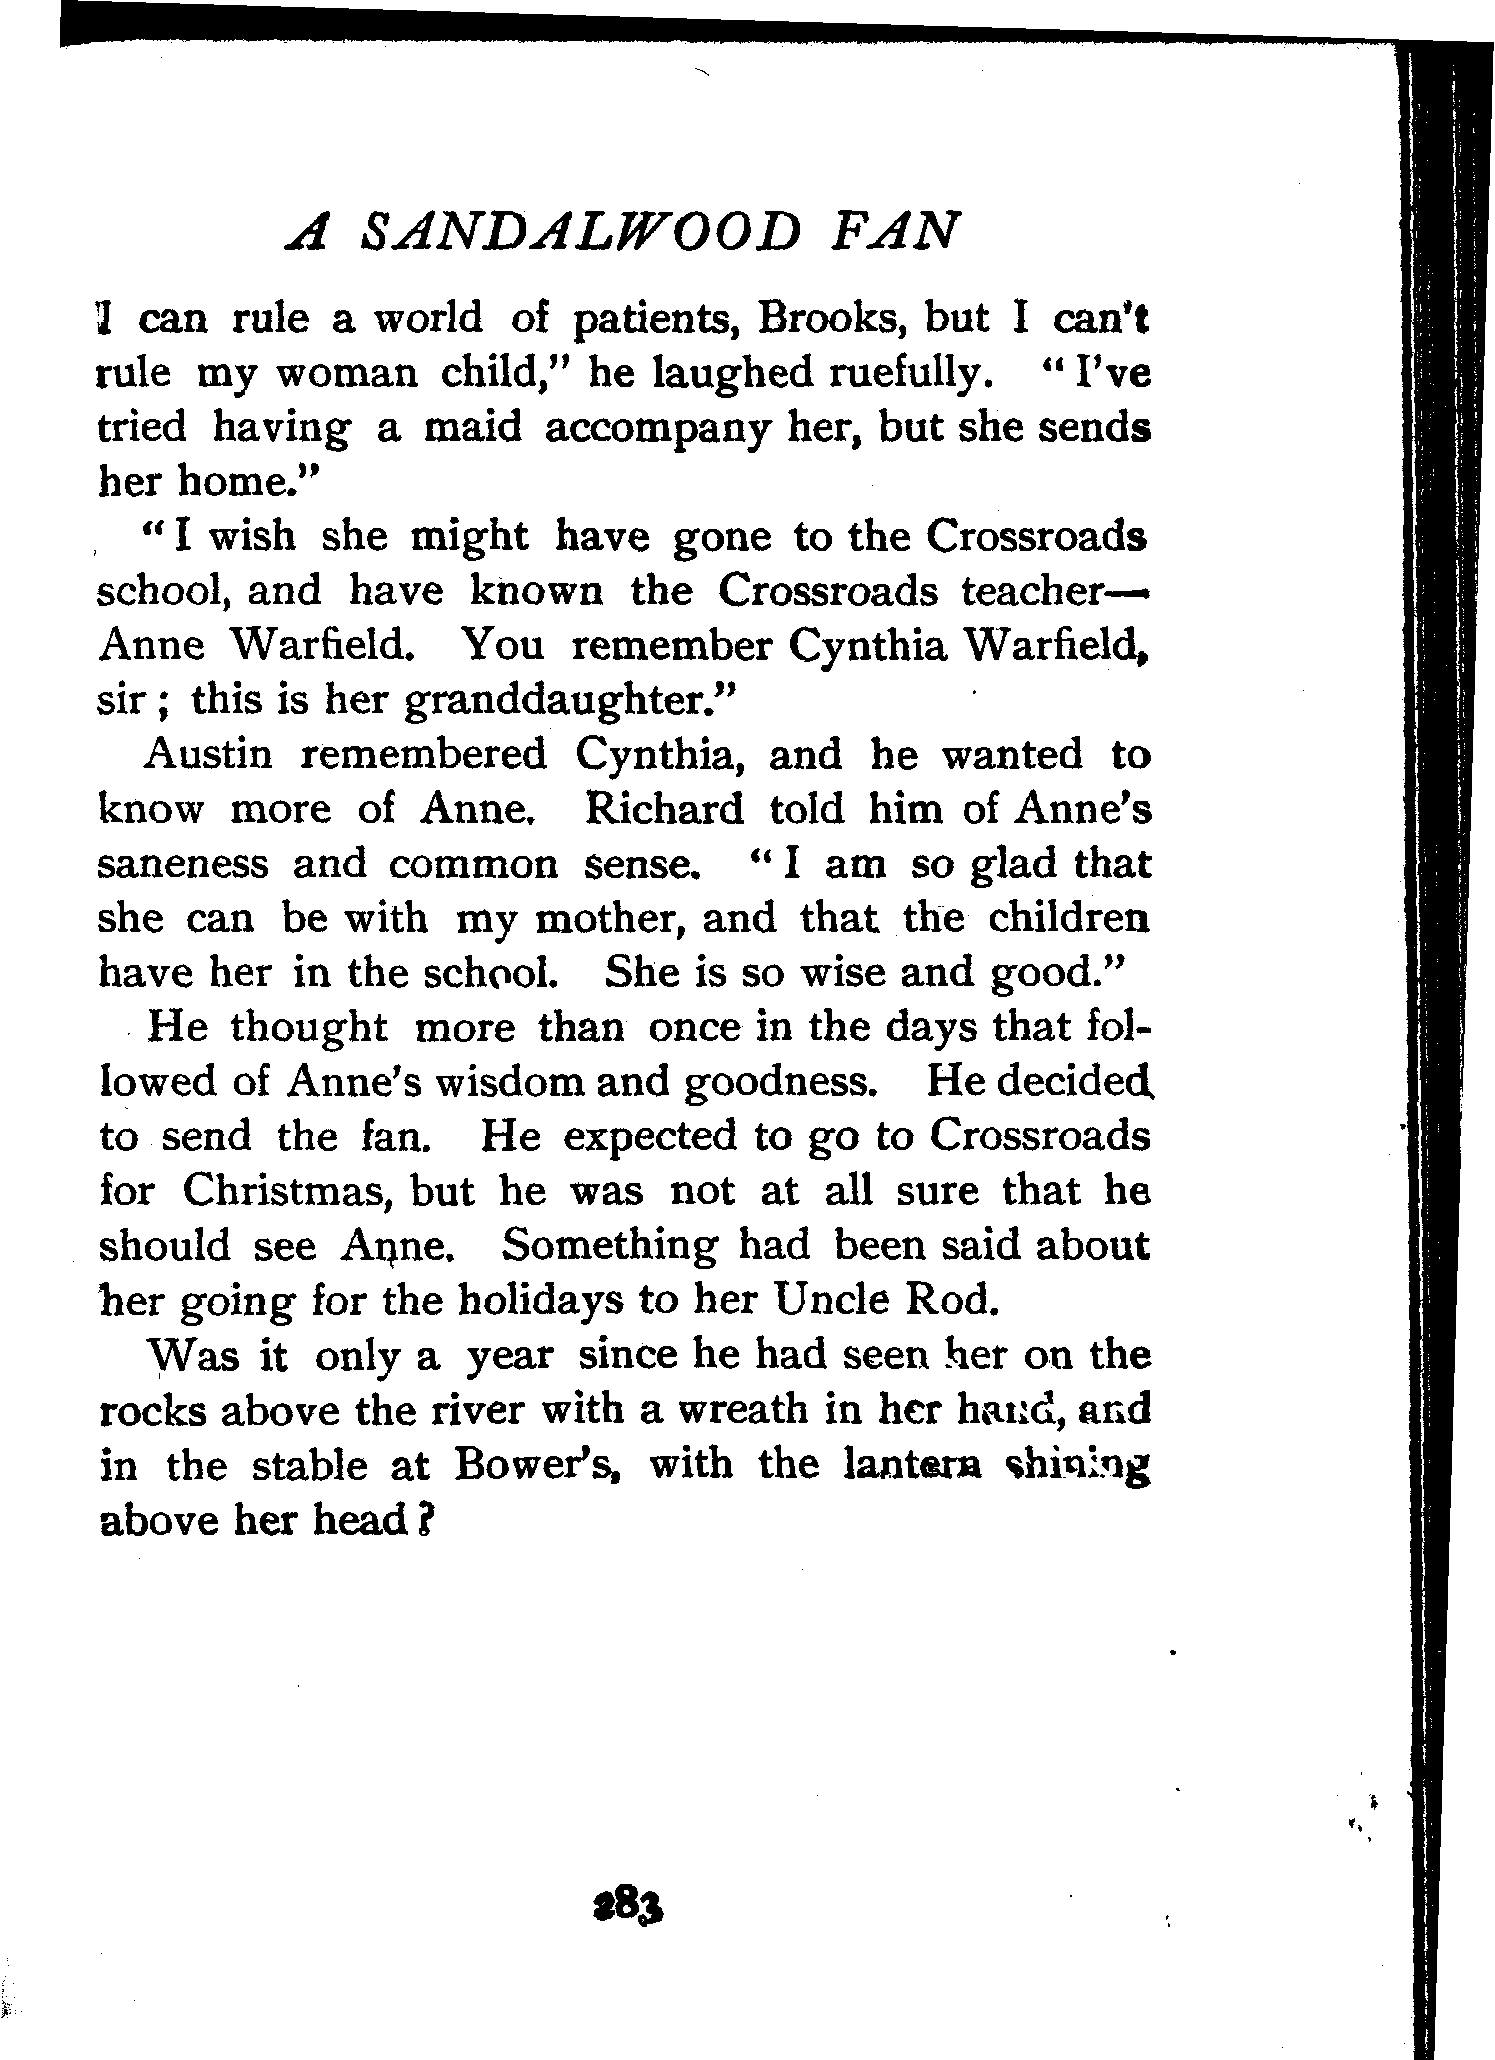 A SANDALWOOD FAN
I can rule a world of patients, Brooks, but I can't
rule my woman child," he laughed ruefully. "I've
tried having a maid accompany her, but she sends
her home."
"I wish she might have gone to the Crossroads
school, and have known the Crossroads teacher—
Anne Warfield. You remember Cynthia Warfield,
sir; this is her granddaughter."
Austin remembered Cynthia, and he wanted to
know more of Anne. Richard told him of Anne's
saneness and common sense. "I am so glad that
she can be with my mother, and that the children
have her in the school. She is so wise and good."
He thought more than once in the days that fol-
lowed of Anne's wisdom and goodness. He decided
to send the fan. He expected to go to Crossroads
for Christmas, but he was not at all sure that he
should see Anne. Something had been said about
her going for the holidays to her Uncle Rod.
Was it only a year since he had seen her on the
rocks above the river with a wreath in her hand, and
in the stable at Bower's, with the lantern shining
above her head?
283